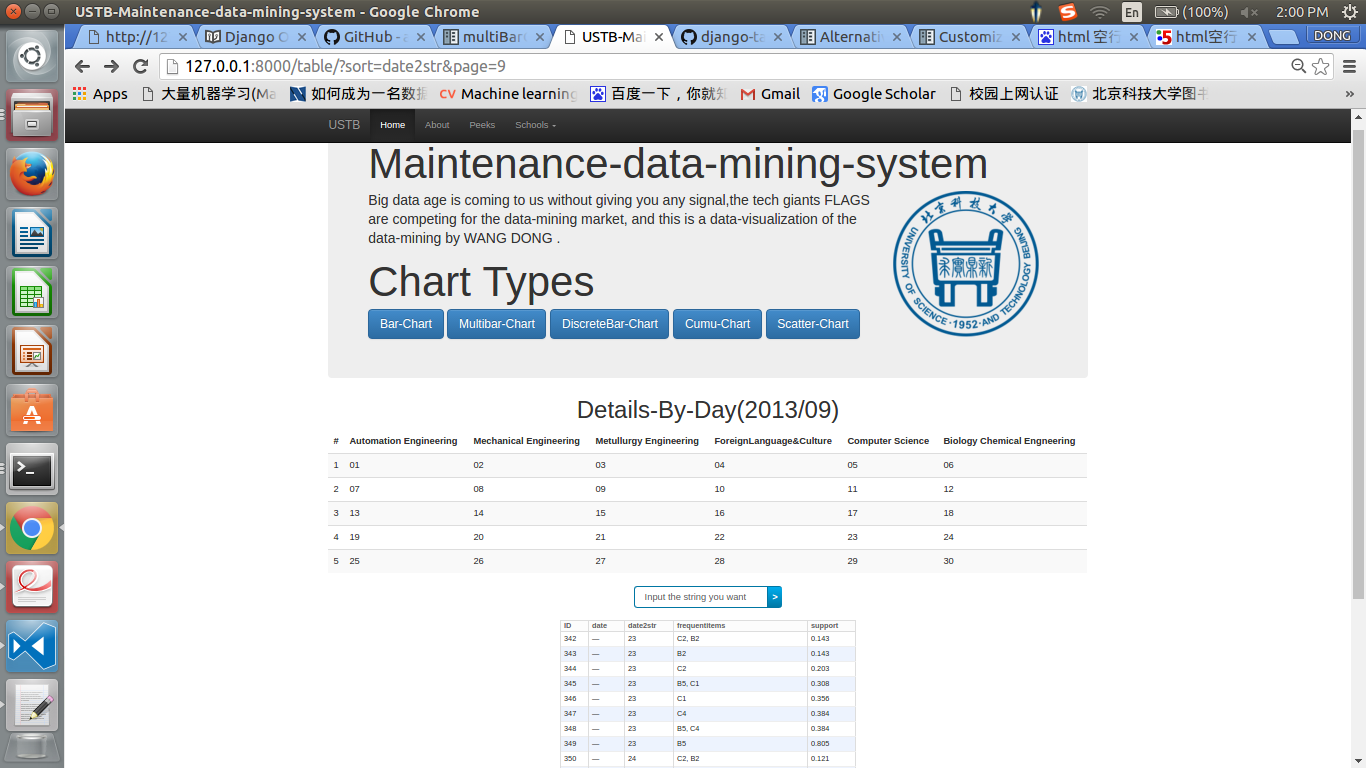 USTB-Maintenance-data-mining-system - Google Chrome En (100%) 2:00 PM
http://12 Django O GitHub - a multiBarC USTB-Mai django-ta Alternativ Customiz html 空行 html空行 DONG
127.0.0.1:8000/table/?sort=date2str&page=9
Apps 大量机器学习(Ma 如何成为一名数据 CV Machine learning 百度一下，你就知 Gmail Google Scholar 校园上网认证 北京科技大学图书 »
USTB Home About Peeks Schools
Maintenance-data-mining-system
Big data age is coming to us without giving you any signal,the tech giants FLAGS
are competing for the data-mining market, and this is a data-visualization of the
data-mining by WANG DONG .
北京科技大学
UNIVERSITY OF SCIENCE · 1952 · AND TECHNOLOGY BEIJING
Chart Types
Bar-Chart Multibar-Chart DiscreteBar-Chart Cumu-Chart Scatter-Chart
Details-By-Day(2013/09)
# Automation Engineering Mechanical Engineering Metullurgy Engineering ForeignLanguage&Culture Computer Science Biology Chemical Engneering
1 01 02 03 04 05 06
2 07 08 09 10 11 12
3 13 14 15 16 17 18
4 19 20 21 22 23 24
5 25 26 27 28 29 30
Input the string you want >
ID date date2str frequentitems support
342 — 23 C2, B2 0.143
343 — 23 B2 0.143
344 — 23 C2 0.203
345 — 23 B5, C1 0.308
346 — 23 C1 0.356
347 — 23 C4 0.384
348 — 23 B5, C4 0.384
349 — 23 B5 0.805
350 — 24 C2, B2 0.121